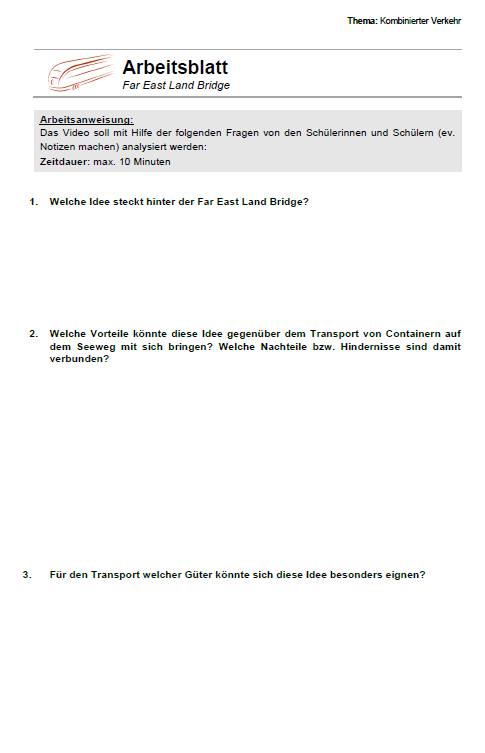 Thema: Kombinierter Verkehr
Arbeitsblatt
Far East Land Bridge
Arbeitsanweisung:
Das Video soll mit Hilfe der folgenden Fragen von den Schülerinnen und Schülern (ev.
Notizen machen) analysiert werden:
Zeitdauer: max. 10 Minuten
1. Welche Idee steckt hinter der Far East Land Bridge?
2. Welche Vorteile könnte diese Idee gegenüber dem Transport von Containern auf
dem Seeweg mit sich bringen? Welche Nachteile bzw. Hindernisse sind damit
verbunden?
3. Für den Transport welcher Güter könnte sich diese Idee besonders eignen?